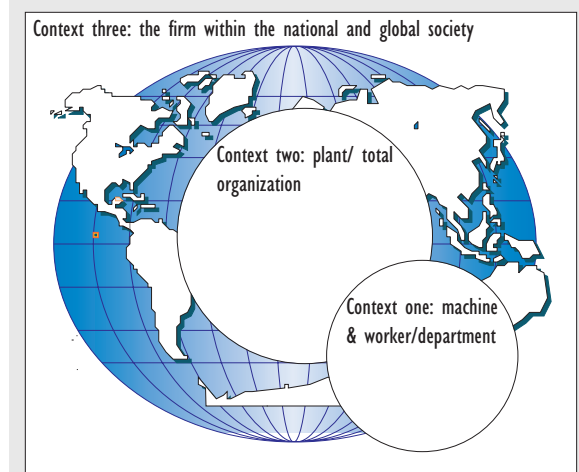 Context three: the firm within the national and global society
Context two: plant/ total
organization
Context one: machine
& worker/department